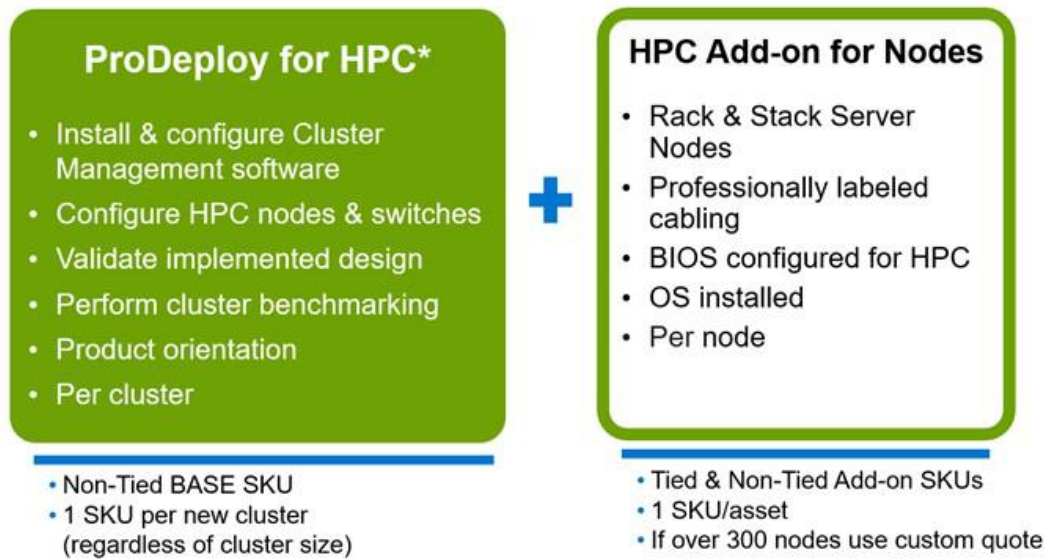 ProDeploy for HPC*
• Install & configure Cluster
Management software
• Configure HPC nodes & switches
• Validate implemented design
• Perform cluster benchmarking
• Product orientation
• Per cluster
• Non-Tied BASE SKU
• 1 SKU per new cluster
(regardless of cluster size)
+
HPC Add-on for Nodes
• Rack & Stack Server
Nodes
• Professionally labeled
cabling
• BIOS configured for HPC
• OS installed
• Per node
• Tied & Non-Tied Add-on SKUs
• 1 SKU/asset
• If over 300 nodes use custom quote